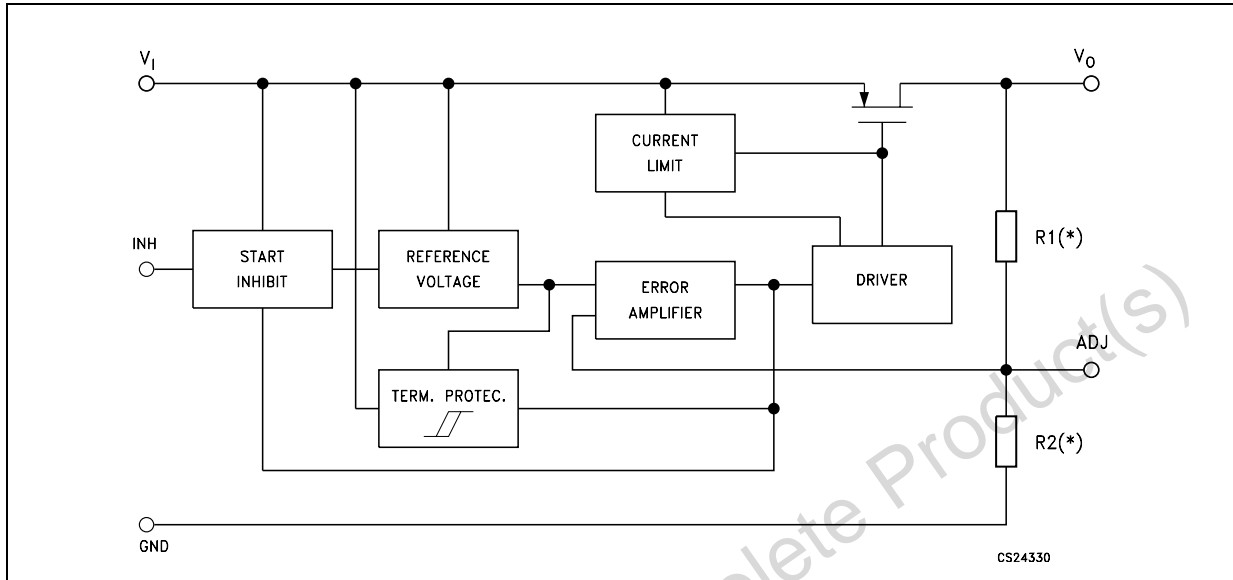 V_I
V_O
CURRENT
LIMIT
INH
START
INHIBIT
REFERENCE
VOLTAGE
ERROR
AMPLIFIER
DRIVER
R1(*)
ADJ
TERM. PROTEC.
R2(*)
GND
CS24330
lete Product(s)